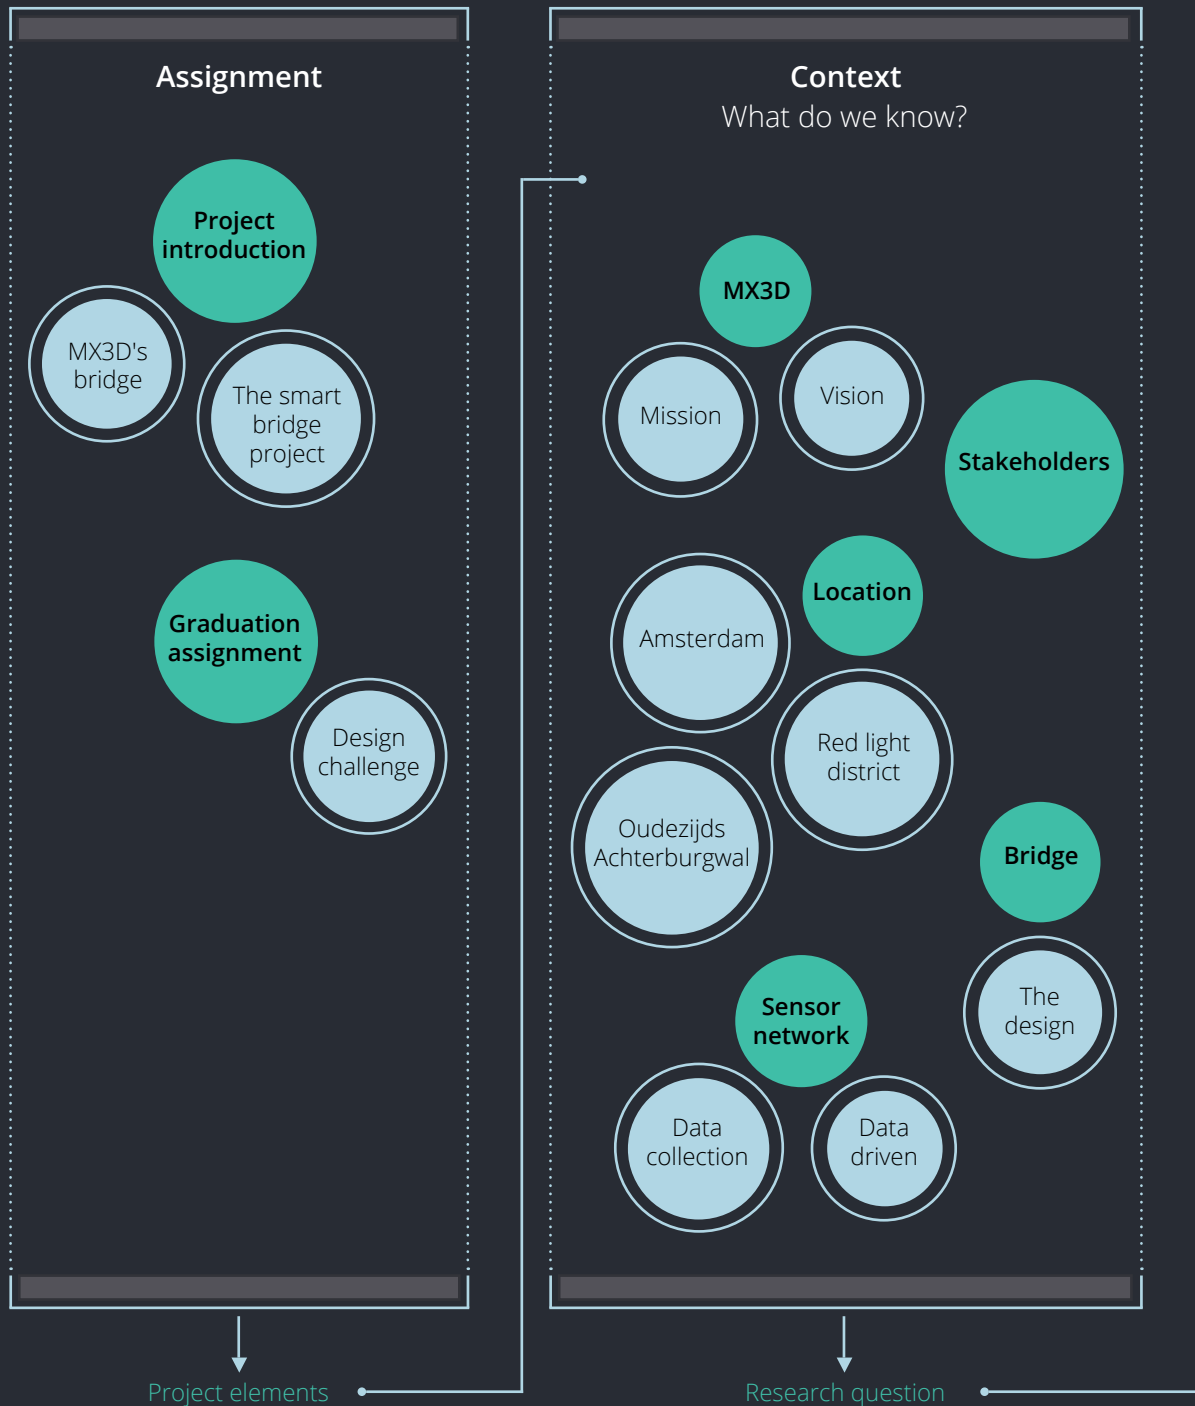 Assignment
Project
introduction
MX3D's
bridge
The smart
bridge
project
Graduation
assignment
Design
challenge
Project elements
Context
What do we know?
MX3D
Mission
Vision
Stakeholders
Location
Amsterdam
Red light
district
Oudezijds
Achterburgwal
Bridge
The
design
Sensor
network
Data
collection
Data
driven
Research question